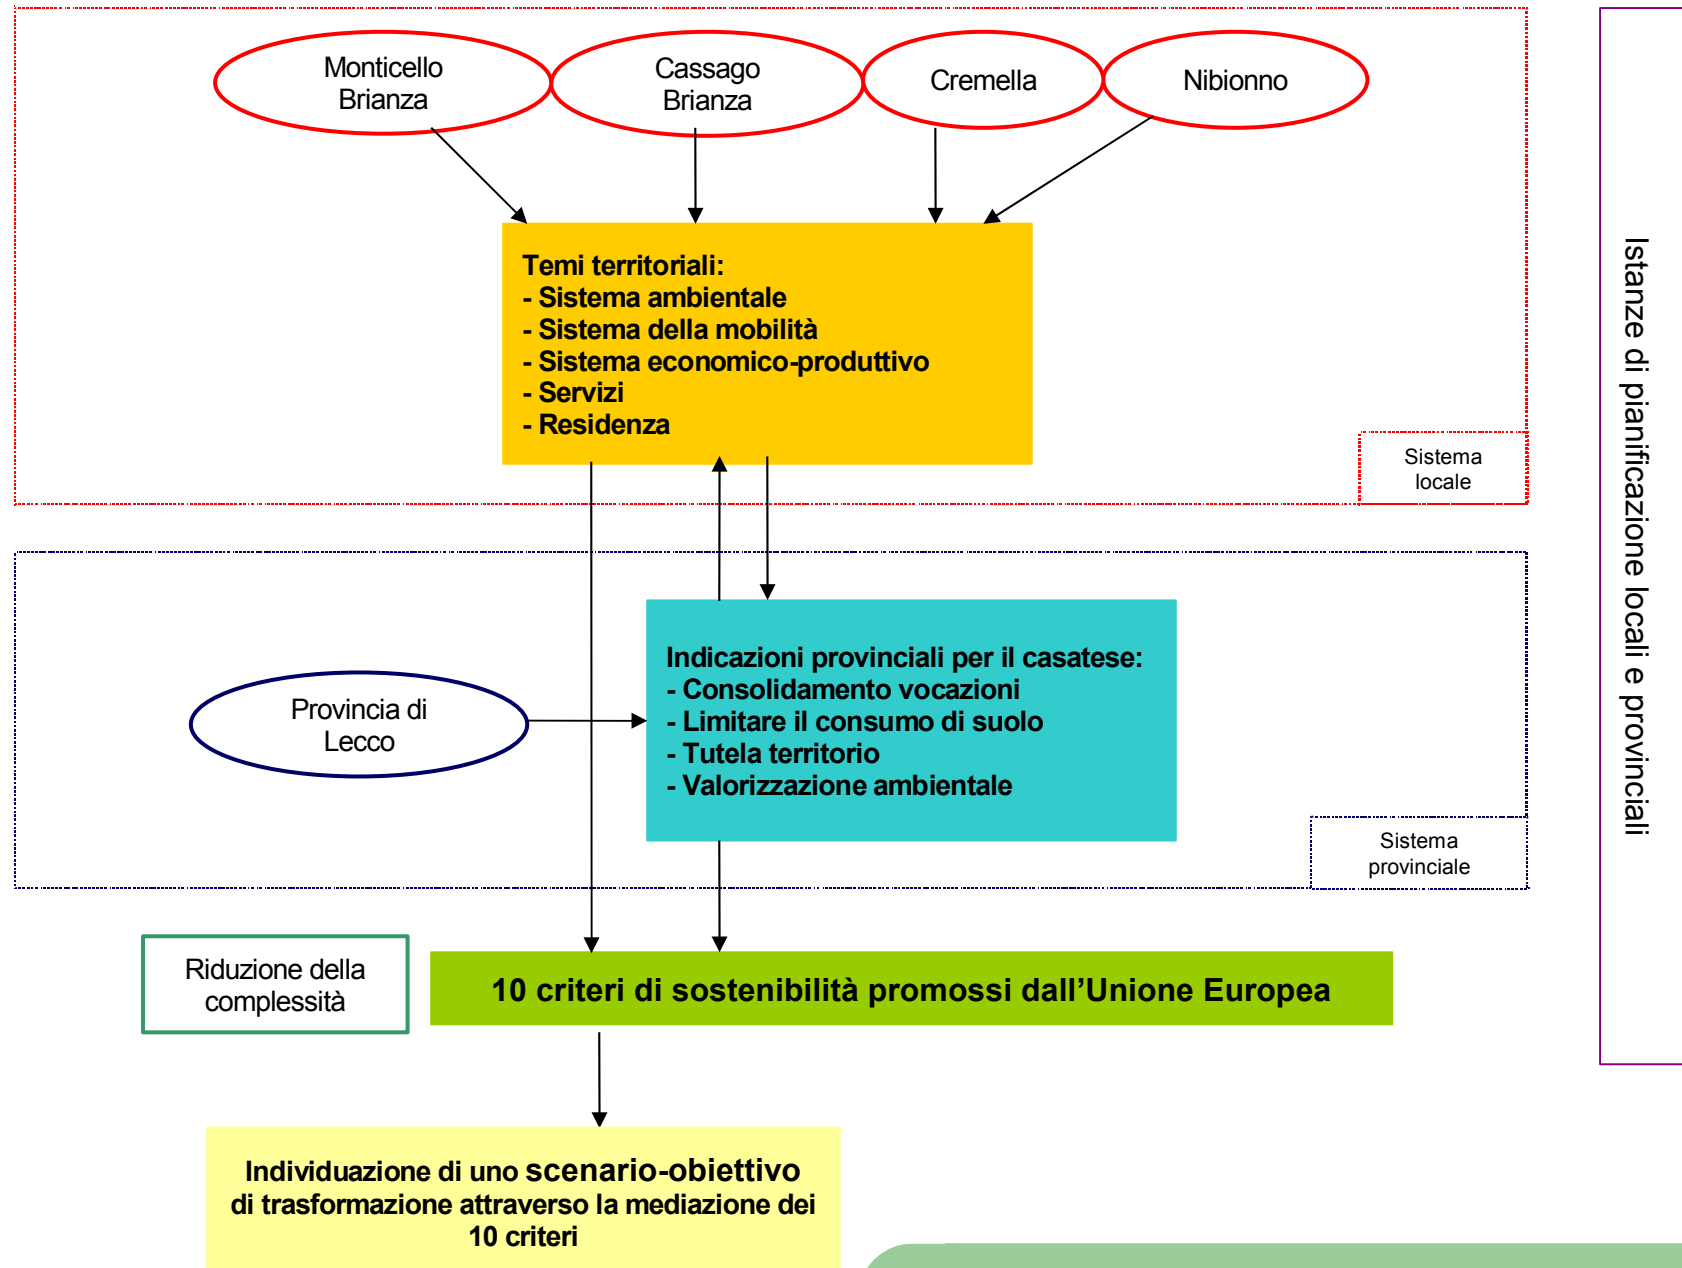 Monticello
Brianza
Cassago
Brianza
Cremella
Nibionno
Temi territoriali:
- Sistema ambientale
- Sistema della mobilità
- Sistema economico-produttivo
- Servizi
- Residenza
Sistema
locale
Indicazioni provinciali per il casatese:
- Consolidamento vocazioni
- Limitare il consumo di suolo
- Tutela territorio
- Valorizzazione ambientale
Provincia di
Lecco
Sistema
provinciale
Istanze di pianificazione locali e provinciali
Riduzione della
complessità
10 criteri di sostenibilità promossi dall’Unione Europea
Individuazione di uno scenario-obiettivo
di trasformazione attraverso la mediazione dei
10 criteri